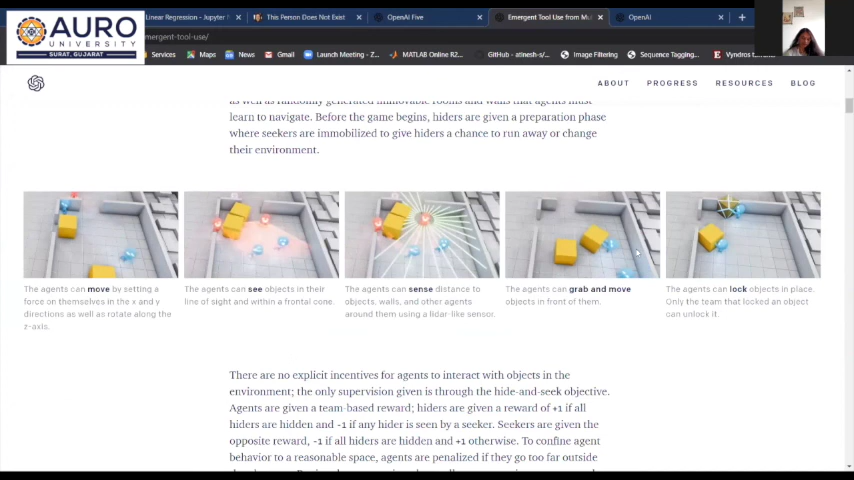 AURO
UNIVERSITY
SURAT, GUJARAT
Linear Regression - Jupyter
This Person Does Not Exist
OpenAI Five
Emergent Tool Use from Mu
OpenAI
emergent-tool-use/
Services
Maps
News
Gmail
Launch Meeting - Z...
MATLAB Online R2...
GitHub - atinesh-s/...
Image Filtering
Sequence Tagging...
ABOUT
PROGRESS
RESOURCES
BLOG
as well as randomly generated immovable rooms and walls that agents must
learn to navigate. Before the game begins, hiders are given a preparation phase
where seekers are immobilized to give hiders a chance to run away or change
their environment.
The agents can move by setting a
force on themselves in the x and y
directions as well as rotate along the
z-axis.
The agents can see objects in their
line of sight and within a frontal cone.
The agents can sense distance to
objects, walls, and other agents
around them using a lidar-like sensor.
The agents can grab and move
objects in front of them.
The agents can lock objects in place.
Only the team that locked an object
can unlock it.
There are no explicit incentives for agents to interact with objects in the
environment; the only supervision given is through the hide-and-seek objective.
Agents are given a team-based reward; hiders are given a reward of +1 if all
hiders are hidden and -1 if any hider is seen by a seeker. Seekers are given the
opposite reward, -1 if all hiders are hidden and +1 otherwise. To confine agent
behavior to a reasonable space, agents are penalized if they go too far outside